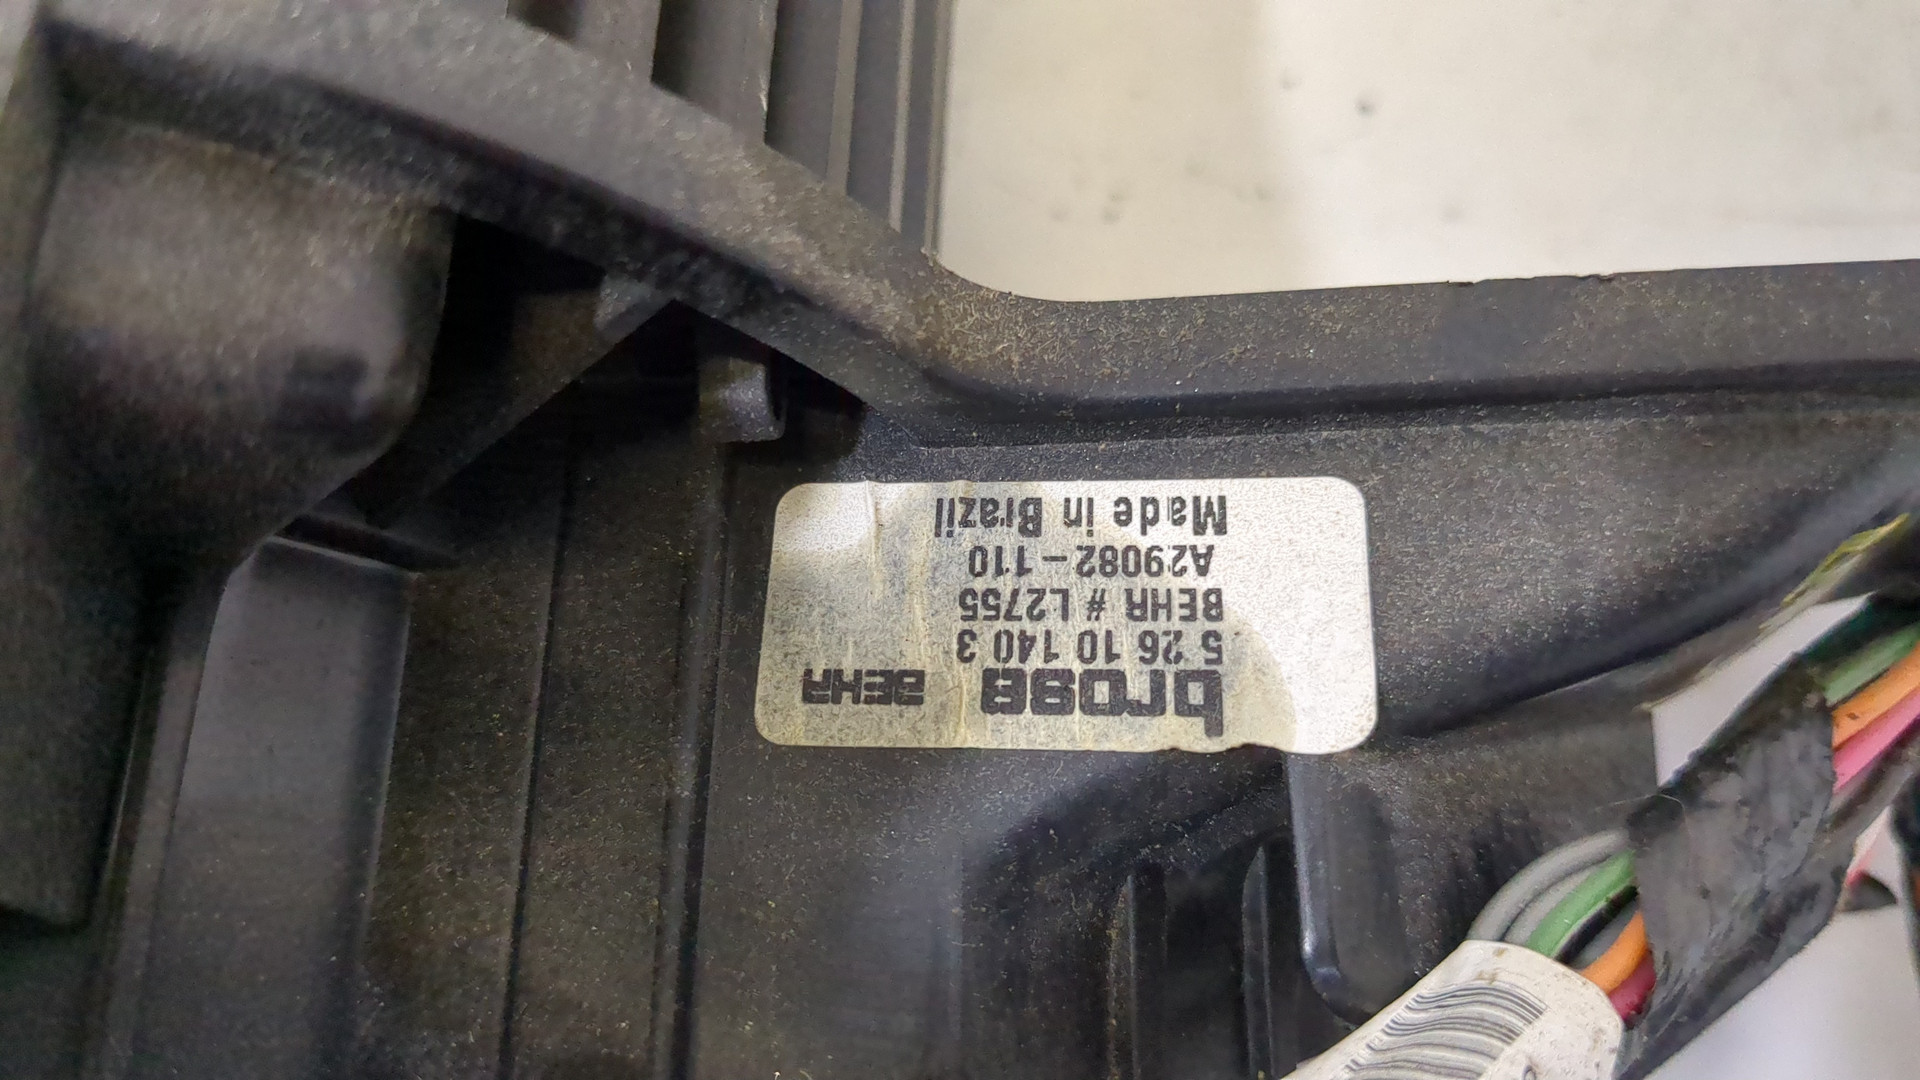 brose BEHR
5 26 10 140 3
BEHR # L2755
A29082-110
Made in Brazil